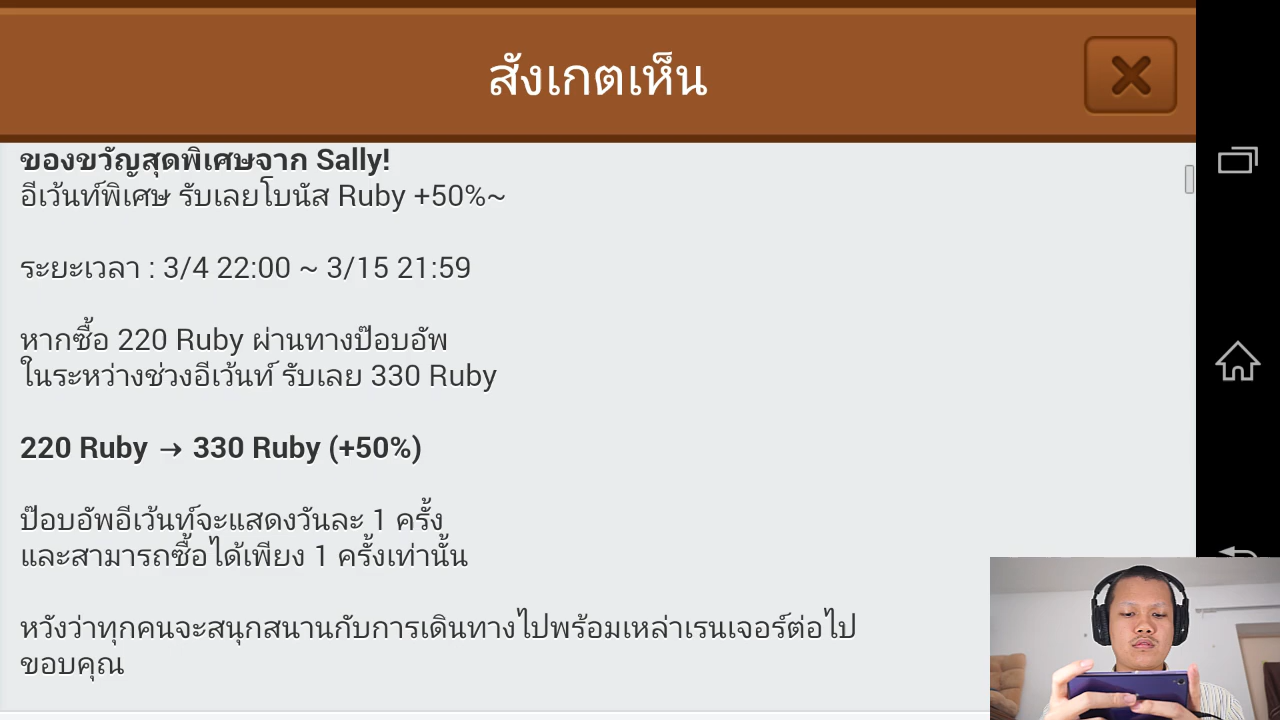 สังเกตเห็น
ของขวัญสุดพิเศษจาก Sally!
อีเว้นท์พิเศษ รับเลยโบนัส Ruby +50%~
ระยะเวลา : 3/4 22:00 ~ 3/15 21:59
หากซื้อ 220 Ruby ผ่านทางป๊อบอัพ
ในระหว่างช่วงอีเว้นท์ รับเลย 330 Ruby
220 Ruby → 330 Ruby (+50%)
ป๊อบอัพอีเว้นท์จะแสดงวันละ 1 ครั้ง
และสามารถซื้อได้เพียง 1 ครั้งเท่านั้น
หวังว่าทุกคนจะสนุกสนานกับการเดินทางไปพร้อมเหล่าเรนเจอร์ต่อไป
ขอบคุณ